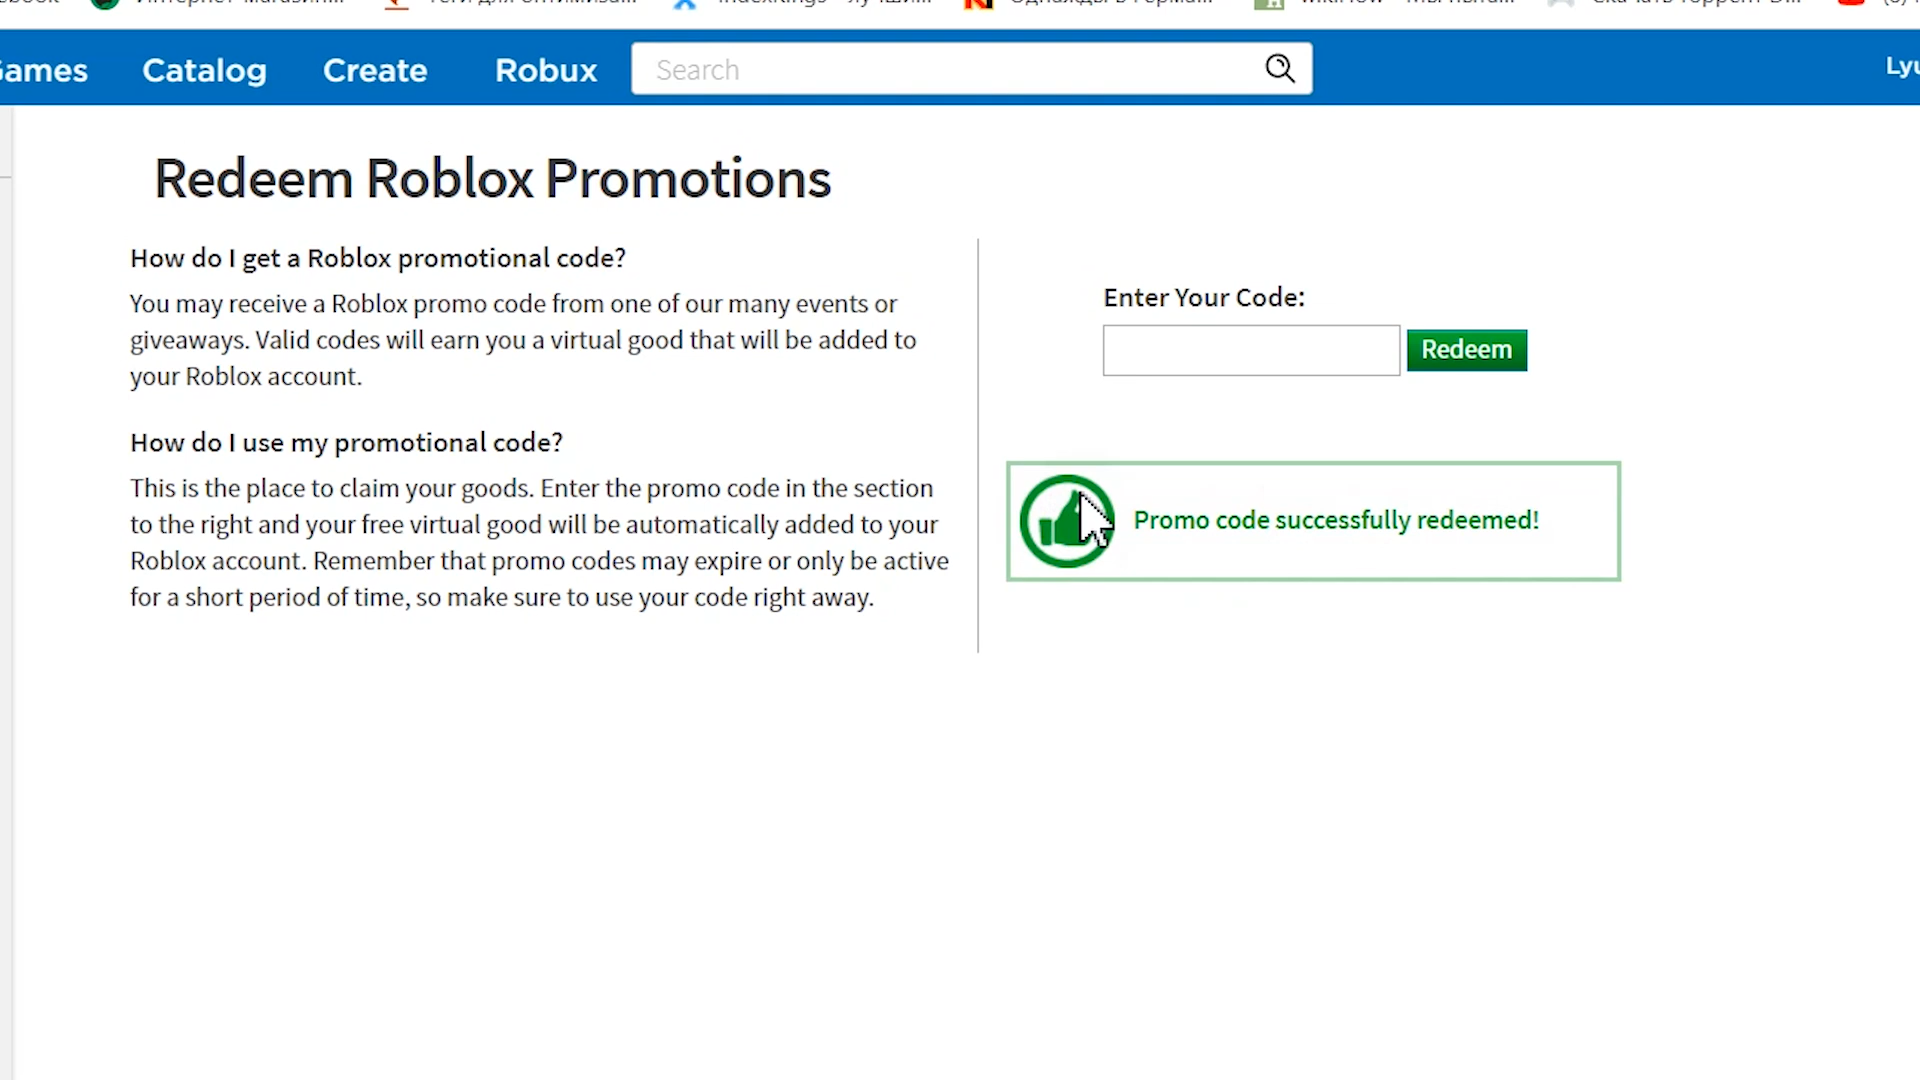 Games Catalog Create Robux Search
Redeem Roblox Promotions
How do I get a Roblox promotional code?
You may receive a Roblox promo code from one of our many events or
giveaways. Valid codes will earn you a virtual good that will be added to
your Roblox account.
How do I use my promotional code?
This is the place to claim your goods. Enter the promo code in the section
to the right and your free virtual good will be automatically added to your
Roblox account. Remember that promo codes may expire or only be active
for a short period of time, so make sure to use your code right away.
Enter Your Code:
Redeem
Promo code successfully redeemed!